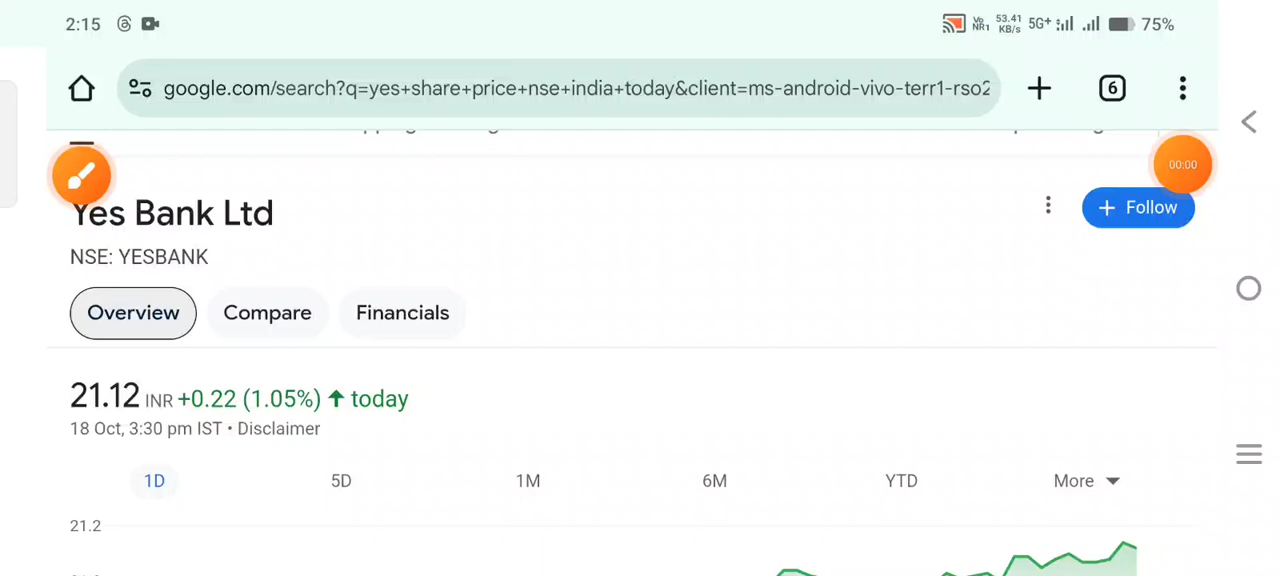 2:15 Vo NR1 53.41 KB/s 5G+ 75%
google.com/search?q=yes+share+price+nse+india+today&client=ms-android-vivo-terr1-rso2 6
00:00
Yes Bank Ltd
+ Follow
NSE: YESBANK
Overview Compare Financials
21.12 INR +0.22 (1.05%) ↑ today
18 Oct, 3:30 pm IST • Disclaimer
1D 5D 1M 6M YTD More
21.2